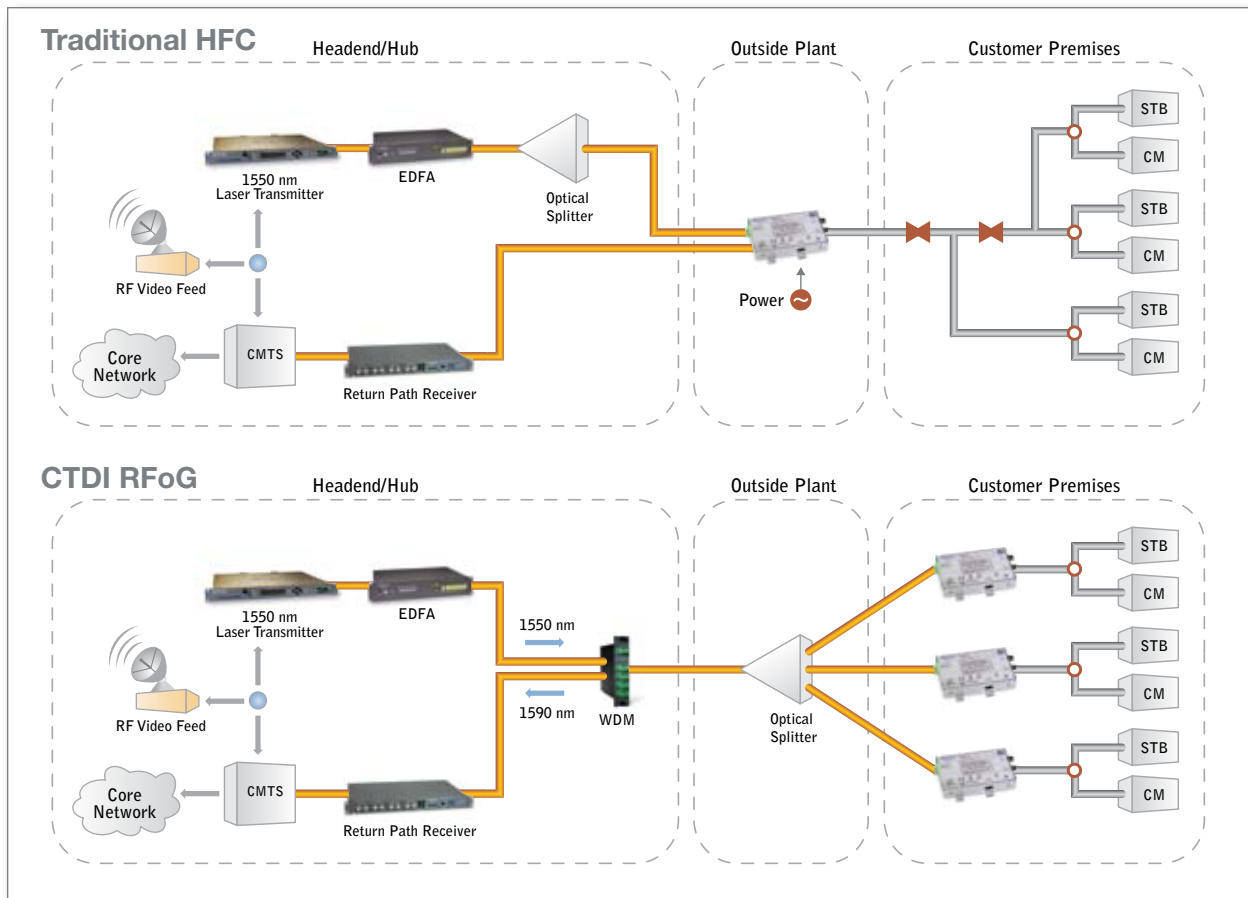 Traditional HFC
Headend/Hub
Outside Plant
Customer Premises
1550 nm
Laser Transmitter
EDFA
Optical
Splitter
RF Video Feed
Core
Network
CMTS
Return Path Receiver
Power
STB
CM
STB
CM
STB
CM
CTDI RFoG
Headend/Hub
Outside Plant
Customer Premises
1550 nm
Laser Transmitter
EDFA
1550 nm
1590 nm
WDM
Optical
Splitter
RF Video Feed
Core
Network
CMTS
Return Path Receiver
STB
CM
STB
CM
STB
CM